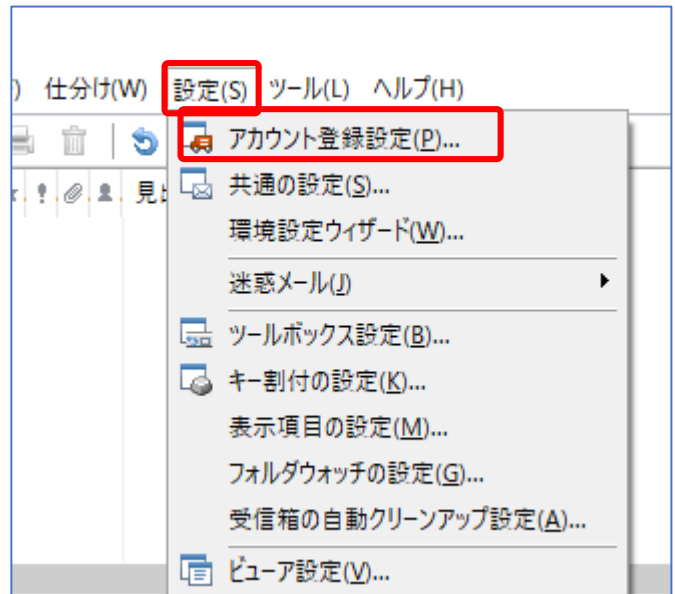 ) 仕分け(W) 設定(S) ツール(L) ヘルプ(H)
見
アカウント登録設定(P)...
共通の設定(S)...
環境設定ウィザード(W)...
迷惑メール(J)
ツールボックス設定(B)...
キー割付の設定(K)...
表示項目の設定(M)...
フォルダウォッチの設定(G)...
受信箱の自動クリーンアップ設定(A)...
ビューア設定(V)...